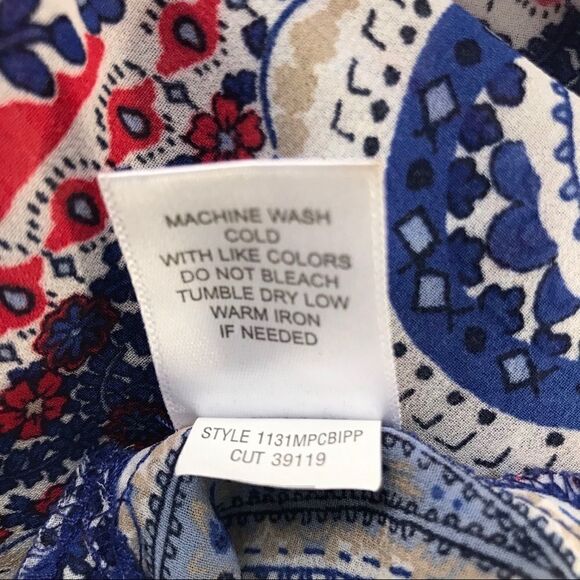 MACHINE WASH
COLD
WITH LIKE COLORS
DO NOT BLEACH
TUMBLE DRY LOW
WARM IRON
IF NEEDED
STYLE 1131MPCBIPP
CUT 39119